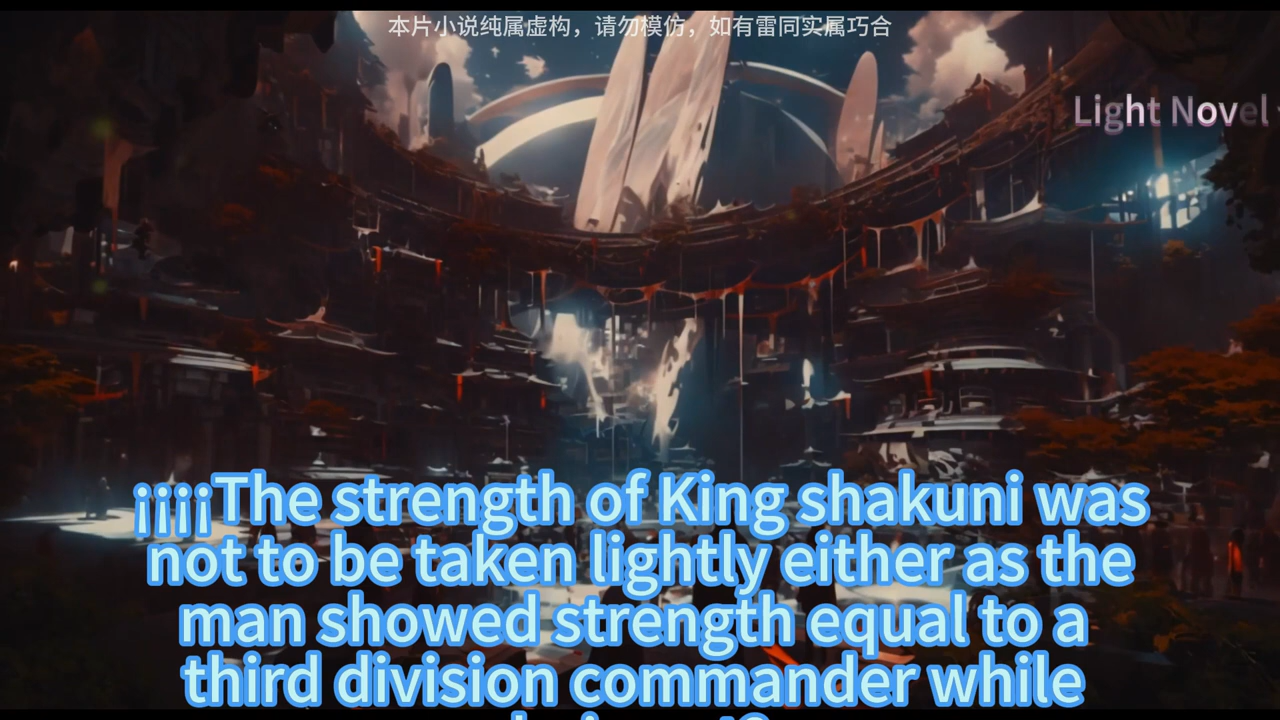 本片小说纯属虚构，请勿模仿，如有雷同实属巧合
Light Novel
¡¡¡¡The strength of King shakuni was
not to be taken lightly either as the
man showed strength equal to a
third division commander while